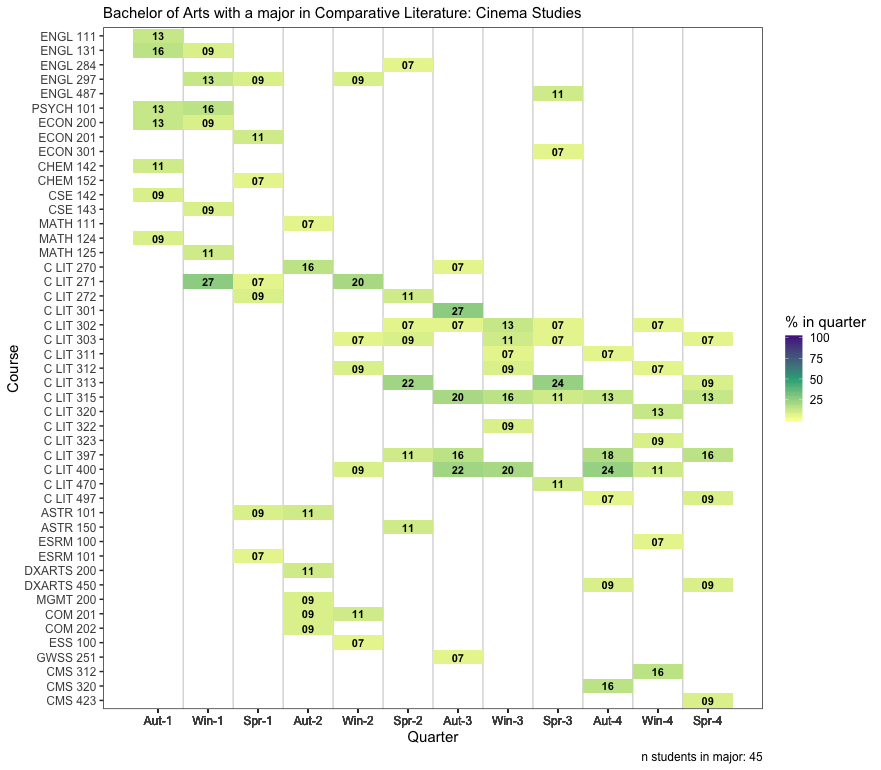 Bachelor of Arts with a major in Comparative Literature: Cinema Studies
ENGL 111 13
ENGL 131 16 09
ENGL 284 07
ENGL 297 13 09 09
ENGL 487 11
PSYCH 101 13 16
ECON 200 13 09
ECON 201 11
ECON 301 07
CHEM 142 11
CHEM 152 07
CSE 142 09
CSE 143 09
MATH 111 07
MATH 124 09
MATH 125 11
C LIT 270 16 07
C LIT 271 27 07 20
C LIT 272 09 11
C LIT 301 27
C LIT 302 07 07 13 07 07
C LIT 303 07 09 11 07 07
C LIT 311 07 07
C LIT 312 09 09 07
C LIT 313 22 24 09
C LIT 315 20 16 11 13 13
C LIT 320 13
C LIT 322 09
C LIT 323 09
C LIT 397 11 16 18 16
C LIT 400 09 22 20 24 11
C LIT 470 11
C LIT 497 07 09
ASTR 101 09 11
ASTR 150 11
ESRM 100 07
ESRM 101 07
DXARTS 200 11
DXARTS 450 09 09
MGMT 200 09
COM 201 09 11
COM 202 09
ESS 100 07
GWSS 251 07
CMS 312 16
CMS 320 16
CMS 423 09
Aut-1 Win-1 Spr-1 Aut-2 Win-2 Spr-2 Aut-3 Win-3 Spr-3 Aut-4 Win-4 Spr-4
Quarter
Course
% in quarter
100
75
50
25
n students in major: 45